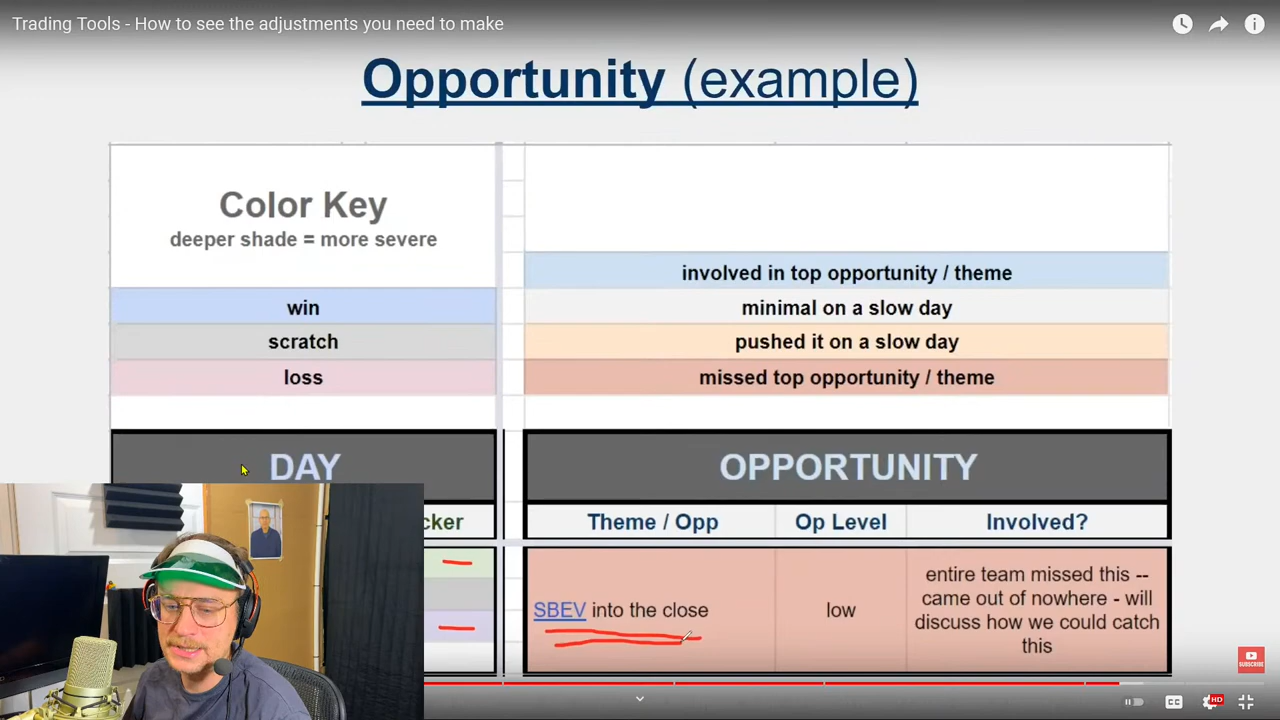 Trading Tools - How to see the adjustments you need to make
Opportunity (example)
Color Key
deeper shade = more severe
win
scratch
loss
involved in top opportunity / theme
minimal on a slow day
pushed it on a slow day
missed top opportunity / theme
DAY
cker
OPPORTUNITY
Theme / Opp
Op Level
Involved?
SBEV into the close
low
entire team missed this --
came out of nowhere - will
discuss how we could catch
this
SUBSCRIBE
CC
HD